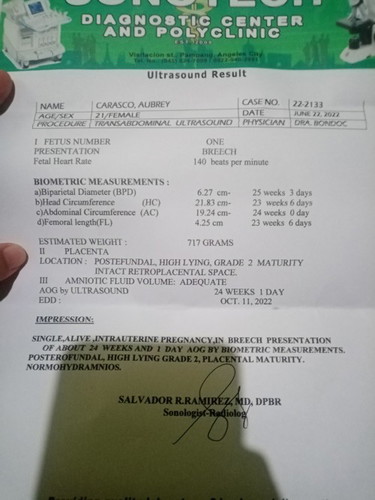 DIAGNOSTIC CENTER
AND POLYCLINIC
Ultrasound Result
NAME CARASCO, AUBREY CASE NO. 22-2133
AGE/SEX 21/FEMALE DATE JUNE 22, 2022
PROCEDURE TRANSABDOMINAL ULTRASOUND PHYSICIAN DRA. BONDOC
I FETUS NUMBER ONE
PRESENTATION BREECH
Fetal Heart Rate 140 beats per minute
BIOMETRIC MEASUREMENTS :
a)Biparietal Diameter (BPD) 6.27 cm- 25 weeks 3 days
b)Head Circumference (HC) 21.83 cm- 23 weeks 6 days
c)Abdominal Circumference (AC) 19.24 cm- 24 weeks 0 day
d)Femoral length(FL) 4.25 cm 23 weeks 6 days
ESTIMATED WEIGHT : 717 GRAMS
II PLACENTA
LOCATION : POSTEFUNDAL, HIGH LYING, GRADE 2 MATURITY
INTACT RETROPLACENTAL SPACE.
III AMNIOTIC FLUID VOLUME: ADEQUATE
AOG by ULTRASOUND 24 WEEKS 1 DAY
EDD : OCT. 11, 2022
IMPRESSION:
SINGLE,ALIVE ,INTRAUTERINE PREGNANCY,IN BREECH PRESENTATION
OF ABOUT 24 WEEKS AND 1 DAY AOG BY BIOMETRIC MEASUREMENTS.
POSTEROFUNDAL, HIGH LYING GRADE 2, PLACENTAL MATURITY.
NORMOHYDRAMNIOS.
SALVADOR R.RAMIREZ, MD, DPBR
Sonologist-Radiolog